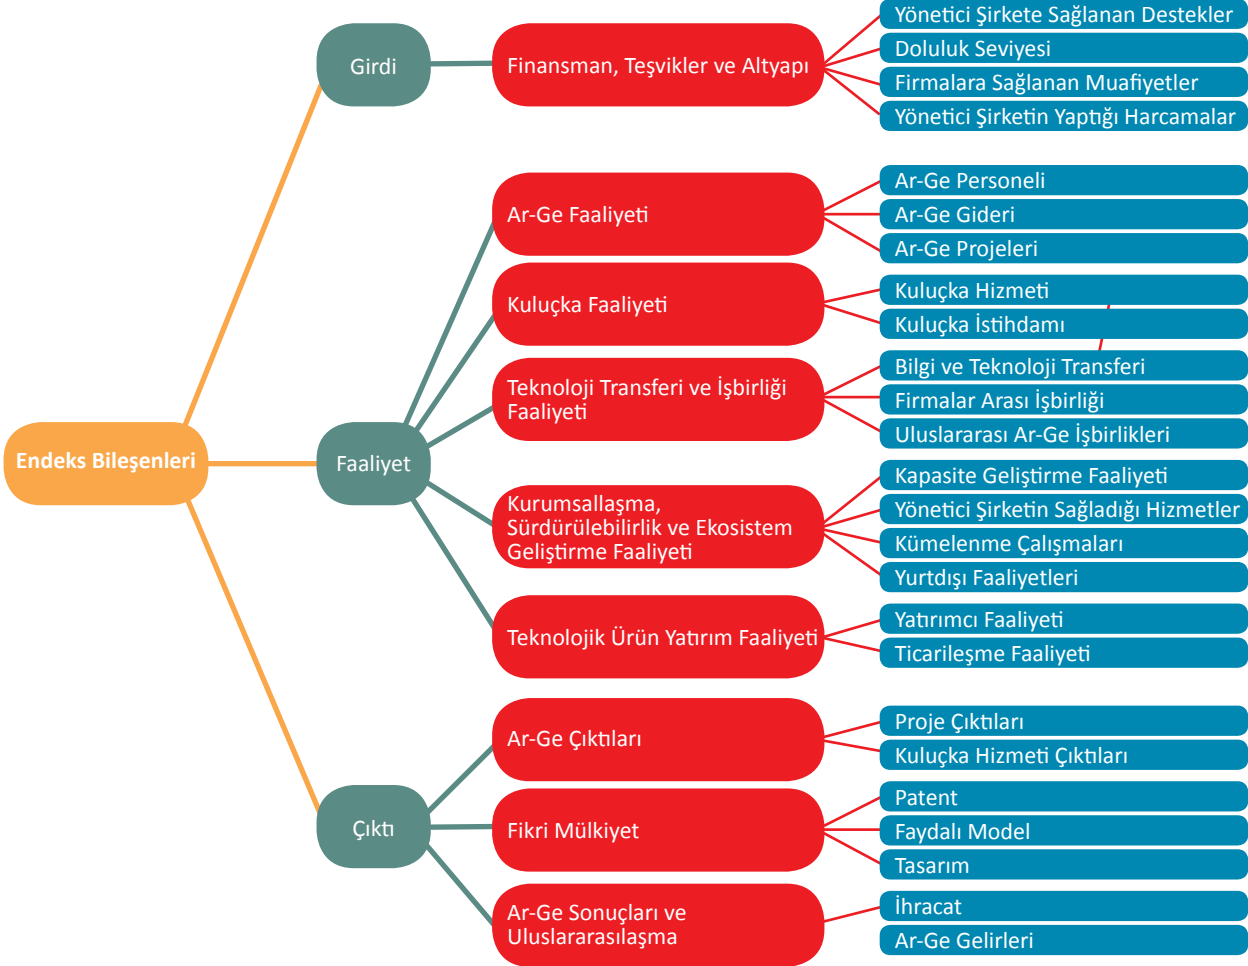 Endeks Bileşenleri
Girdi
Finansman, Teşvikler ve Altyapı
Yönetici Şirkete Sağlanan Destekler
Doluluk Seviyesi
Firmalara Sağlanan Muafiyetler
Yönetici Şirketin Yaptığı Harcamalar
Faaliyet
Ar-Ge Faaliyeti
Ar-Ge Personeli
Ar-Ge Gideri
Ar-Ge Projeleri
Kuluçka Faaliyeti
Kuluçka Hizmeti
Kuluçka İstihdamı
Teknoloji Transferi ve İşbirliği
Faaliyeti
Bilgi ve Teknoloji Transferi
Firmalar Arası İşbirliği
Uluslararası Ar-Ge İşbirlikleri
Kurumsallaşma,
Sürdürülebilirlik ve Ekosistem
Geliştirme Faaliyeti
Kapasite Geliştirme Faaliyeti
Yönetici Şirketin Sağladığı Hizmetler
Kümelenme Çalışmaları
Yurtdışı Faaliyetleri
Teknolojik Ürün Yatırım Faaliyeti
Yatırımcı Faaliyeti
Ticarileşme Faaliyeti
Çıktı
Ar-Ge Çıktıları
Proje Çıktıları
Kuluçka Hizmeti Çıktıları
Fikri Mülkiyet
Patent
Faydalı Model
Tasarım
Ar-Ge Sonuçları ve
Uluslararasılaşma
İhracat
Ar-Ge Gelirleri